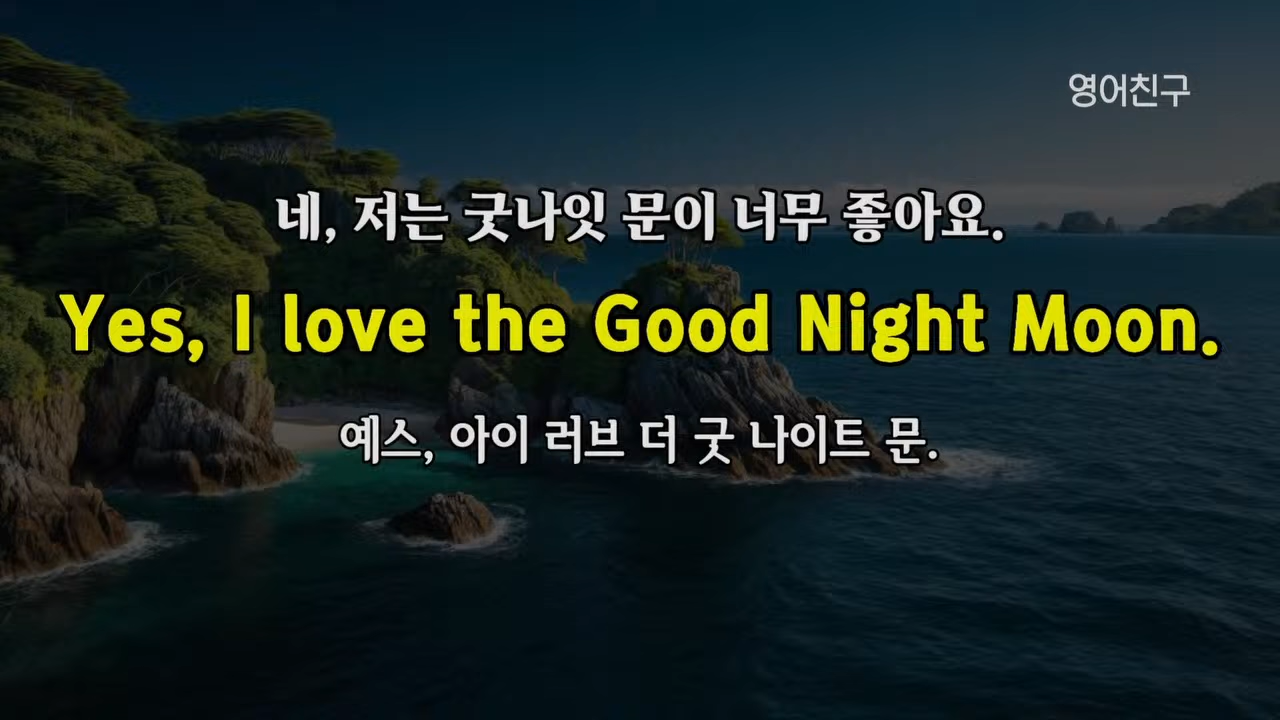 영어친구
네, 저는 굿나잇 문이 너무 좋아요.
Yes, I love the Good Night Moon.
예스, 아이 러브 더 굿 나이트 문.